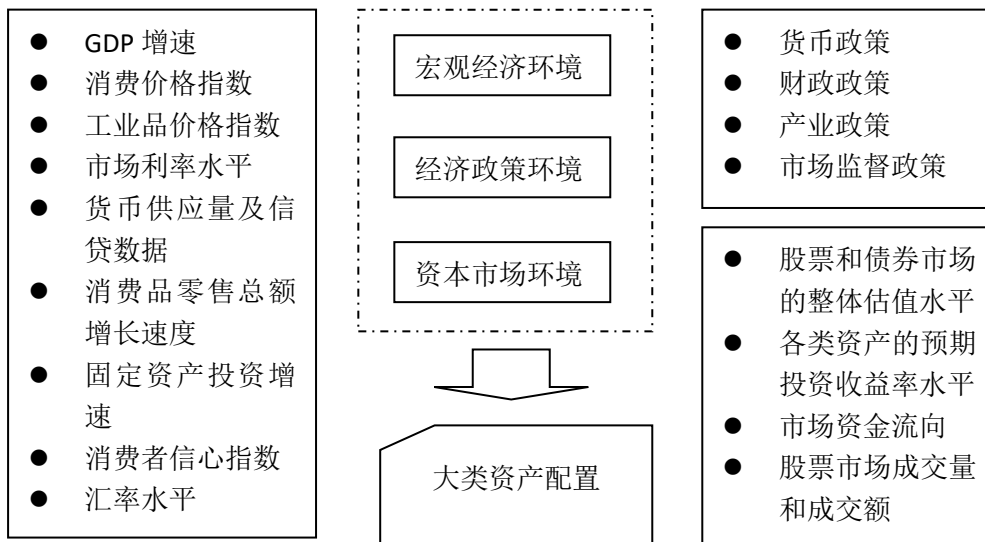 ● GDP 增速
● 消费价格指数
● 工业品价格指数
● 市场利率水平
● 货币供应量及信
贷数据
● 消费品零售总额
增长速度
● 固定资产投资增
速
● 消费者信心指数
● 汇率水平
宏观经济环境
经济政策环境
资本市场环境
大类资产配置
● 货币政策
● 财政政策
● 产业政策
● 市场监督政策
● 股票和债券市场
的整体估值水平
● 各类资产的预期
投资收益率水平
● 市场资金流向
● 股票市场成交量
和成交额